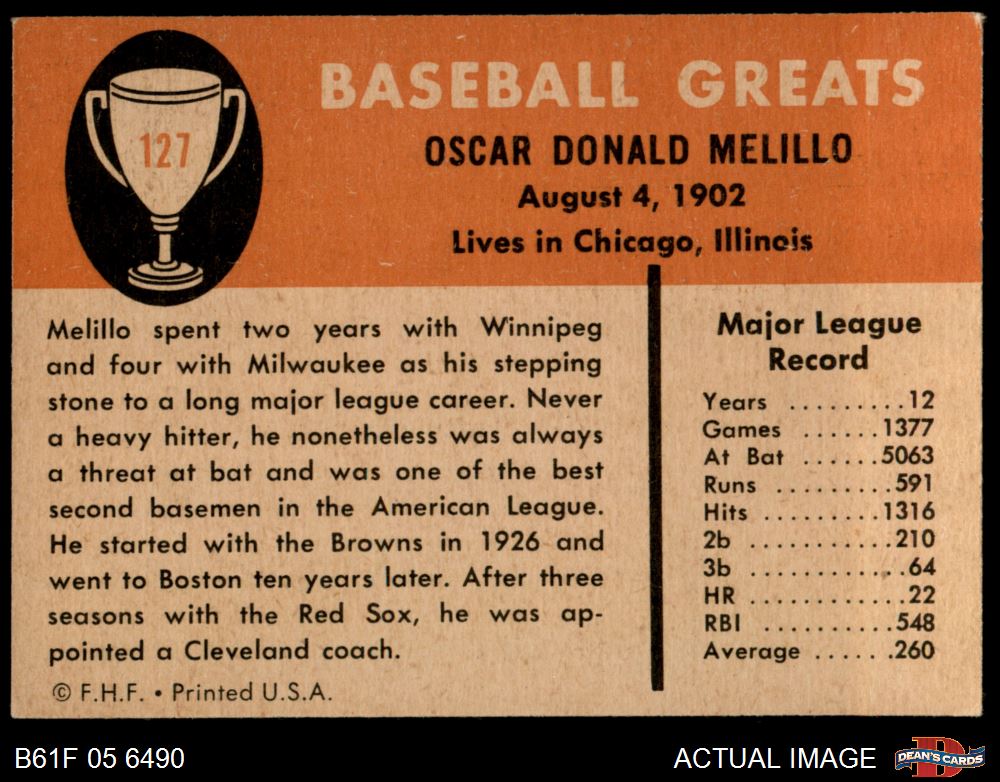 127
BASEBALL GREATS
OSCAR DONALD MELILLO
August 4, 1902
Lives in Chicago, Illinois
Melillo spent two years with Winnipeg
and four with Milwaukee as his stepping
stone to a long major league career. Never
a heavy hitter, he nonetheless was always
a threat at bat and was one of the best
second basemen in the American League.
He started with the Browns in 1926 and
went to Boston ten years later. After three
seasons with the Red Sox, he was ap-
pointed a Cleveland coach.
© F.H.F. • Printed U.S.A.
Major League
Record
Years .........12
Games ......1377
At Bat ......5063
Runs .........591
Hits .........1316
2b ...........210
3b ............64
HR ...........22
RBI .........548
Average ......260
B61F 05 6490
ACTUAL IMAGE
D
DEAN'S CARDS